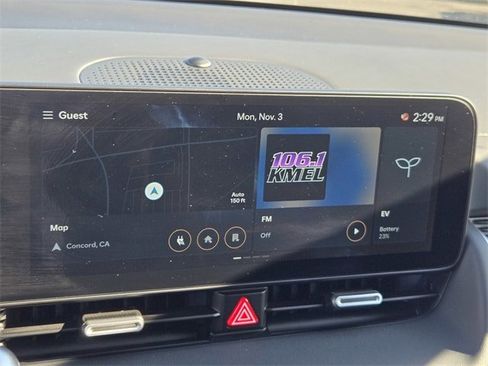 Guest
Mon, Nov. 3
2:29 PM
106.1
KMEL
Auto
150 ft
Map
Concord, CA
FM
Off
EV
Battery
23%